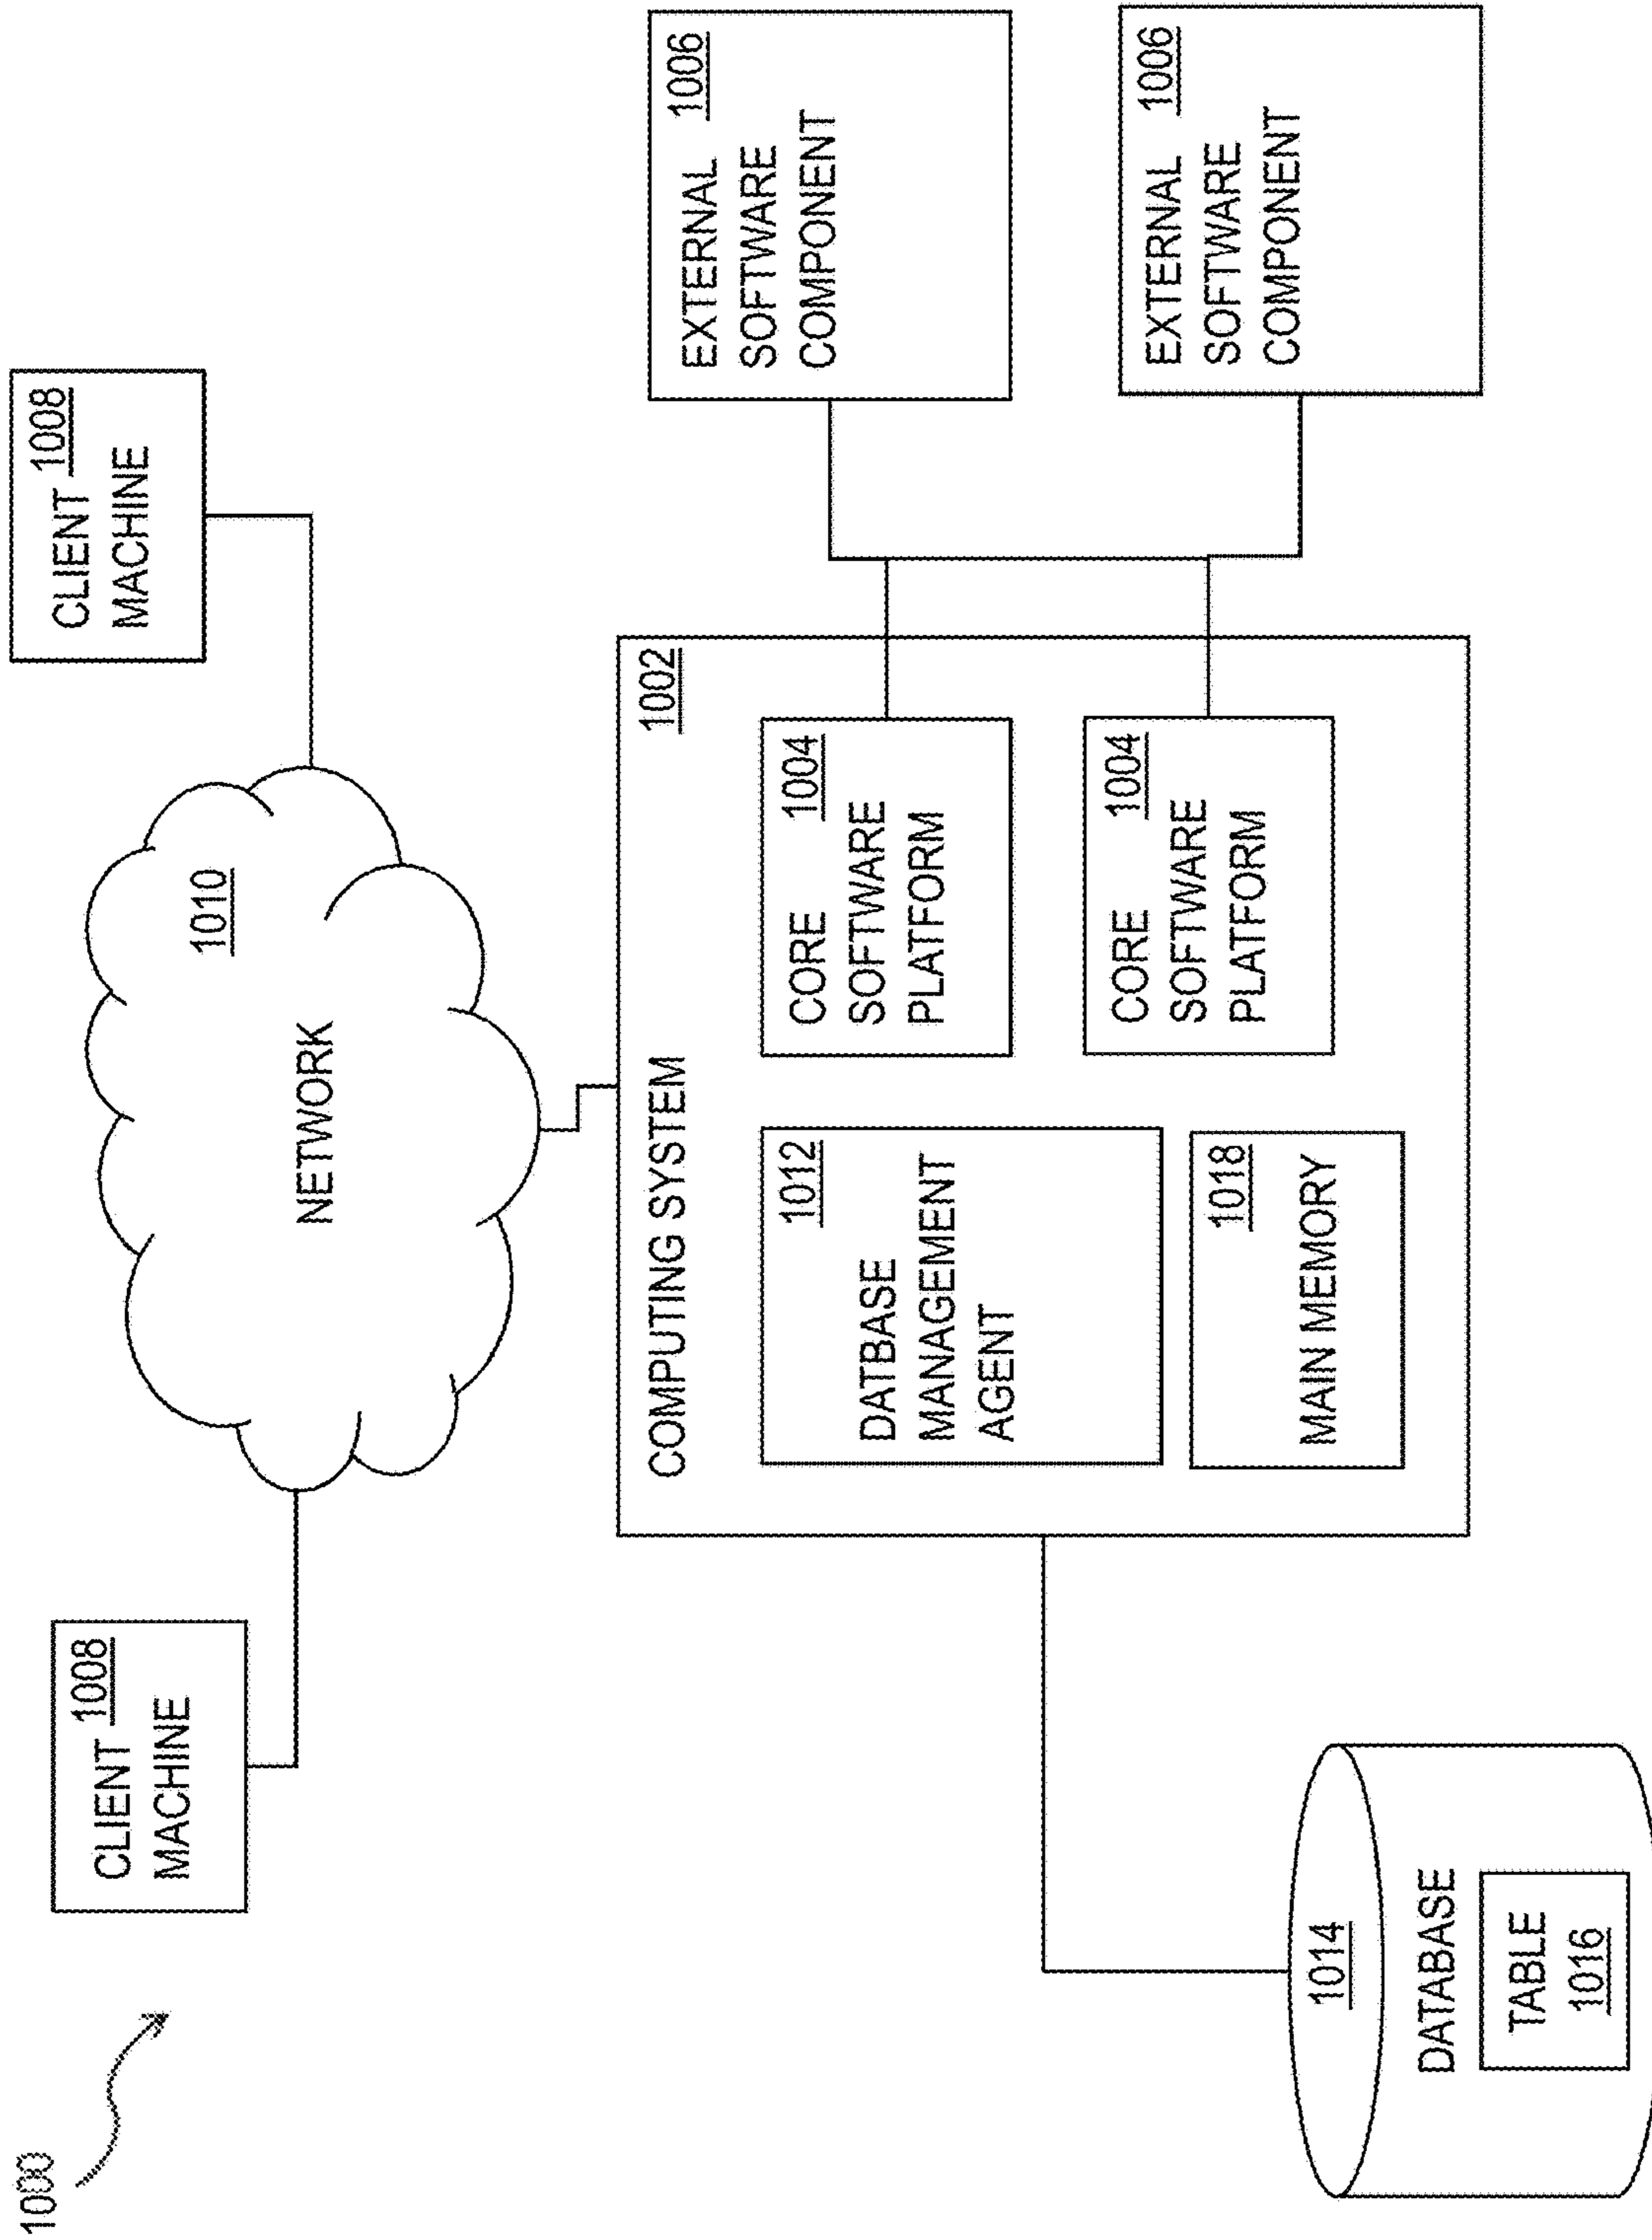 1000
CLIENT 1008
MACHINE
CLIENT 1008
MACHINE
1010
NETWORK
COMPUTING SYSTEM 1002
1012
DATBASE
MANAGEMENT
AGENT
CORE 1004
SOFTWARE
PLATFORM
1018
MAIN MEMORY
CORE 1004
SOFTWARE
PLATFORM
EXTERNAL 1006
SOFTWARE
COMPONENT
EXTERNAL 1006
SOFTWARE
COMPONENT
1014
DATABASE
TABLE
1016